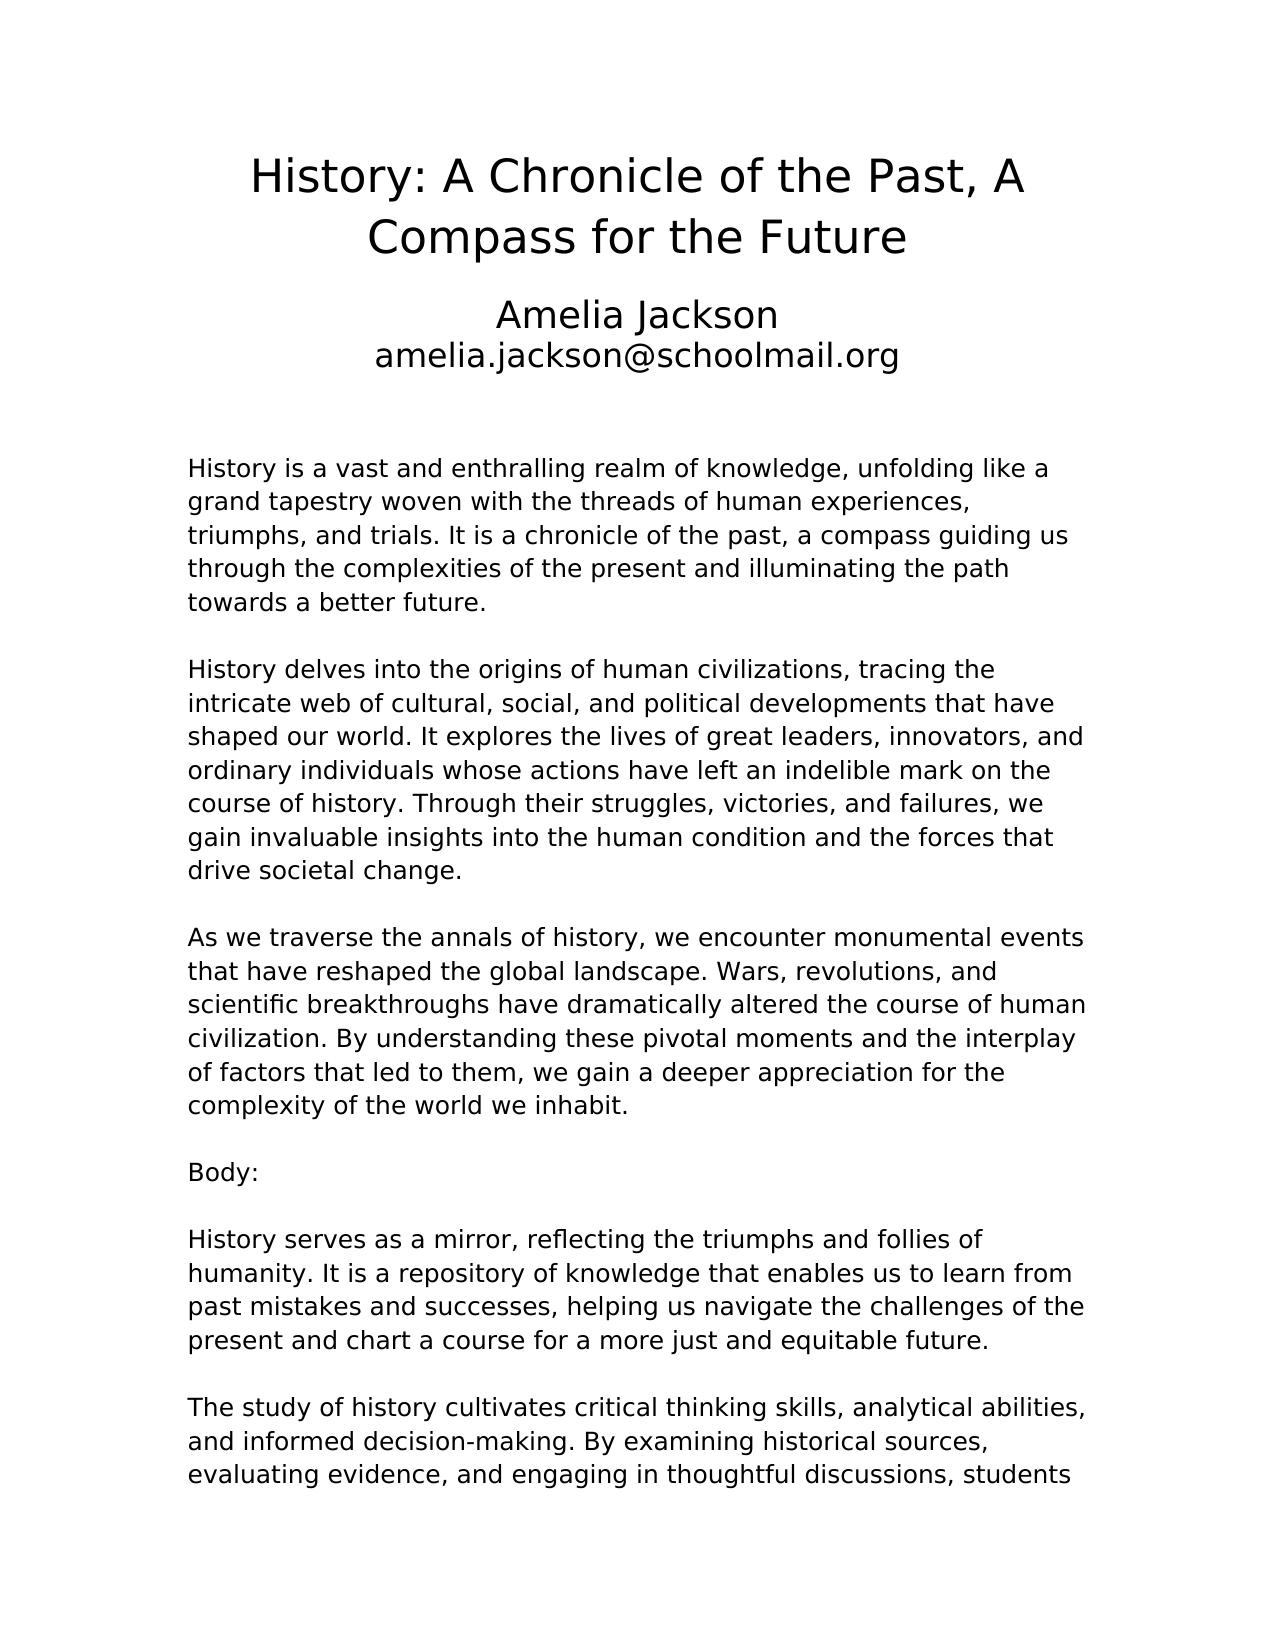 History: A Chronicle of the Past, A
Compass for the Future
Amelia Jackson
amelia.jackson@schoolmail.org
History is a vast and enthralling realm of knowledge, unfolding like a
grand tapestry woven with the threads of human experiences,
triumphs, and trials. It is a chronicle of the past, a compass guiding us
through the complexities of the present and illuminating the path
towards a better future.
History delves into the origins of human civilizations, tracing the
intricate web of cultural, social, and political developments that have
shaped our world. It explores the lives of great leaders, innovators, and
ordinary individuals whose actions have left an indelible mark on the
course of history. Through their struggles, victories, and failures, we
gain invaluable insights into the human condition and the forces that
drive societal change.
As we traverse the annals of history, we encounter monumental events
that have reshaped the global landscape. Wars, revolutions, and
scientific breakthroughs have dramatically altered the course of human
civilization. By understanding these pivotal moments and the interplay
of factors that led to them, we gain a deeper appreciation for the
complexity of the world we inhabit.
Body:
History serves as a mirror, reflecting the triumphs and follies of
humanity. It is a repository of knowledge that enables us to learn from
past mistakes and successes, helping us navigate the challenges of the
present and chart a course for a more just and equitable future.
The study of history cultivates critical thinking skills, analytical abilities,
and informed decision-making. By examining historical sources,
evaluating evidence, and engaging in thoughtful discussions, students